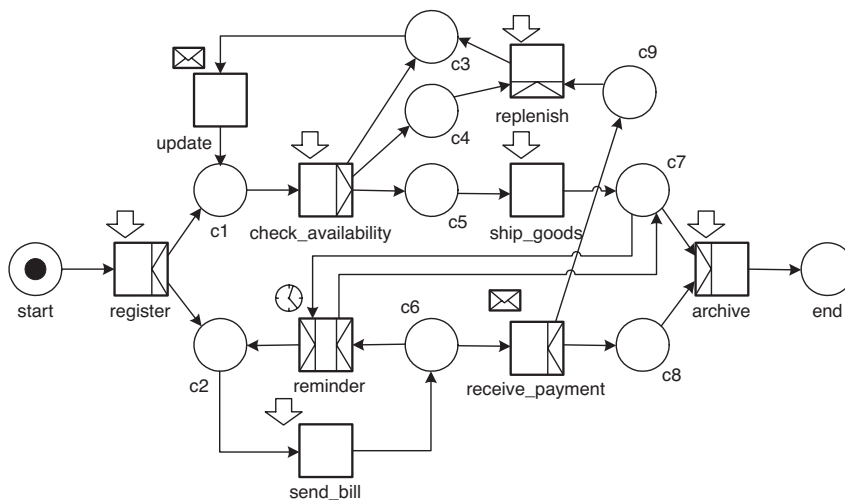 c3
c9
update
replenish
c4
c7
c1
check_availability
c5
ship_goods
start
register
c6
archive
end
c2
reminder
receive_payment
c8
send_bill